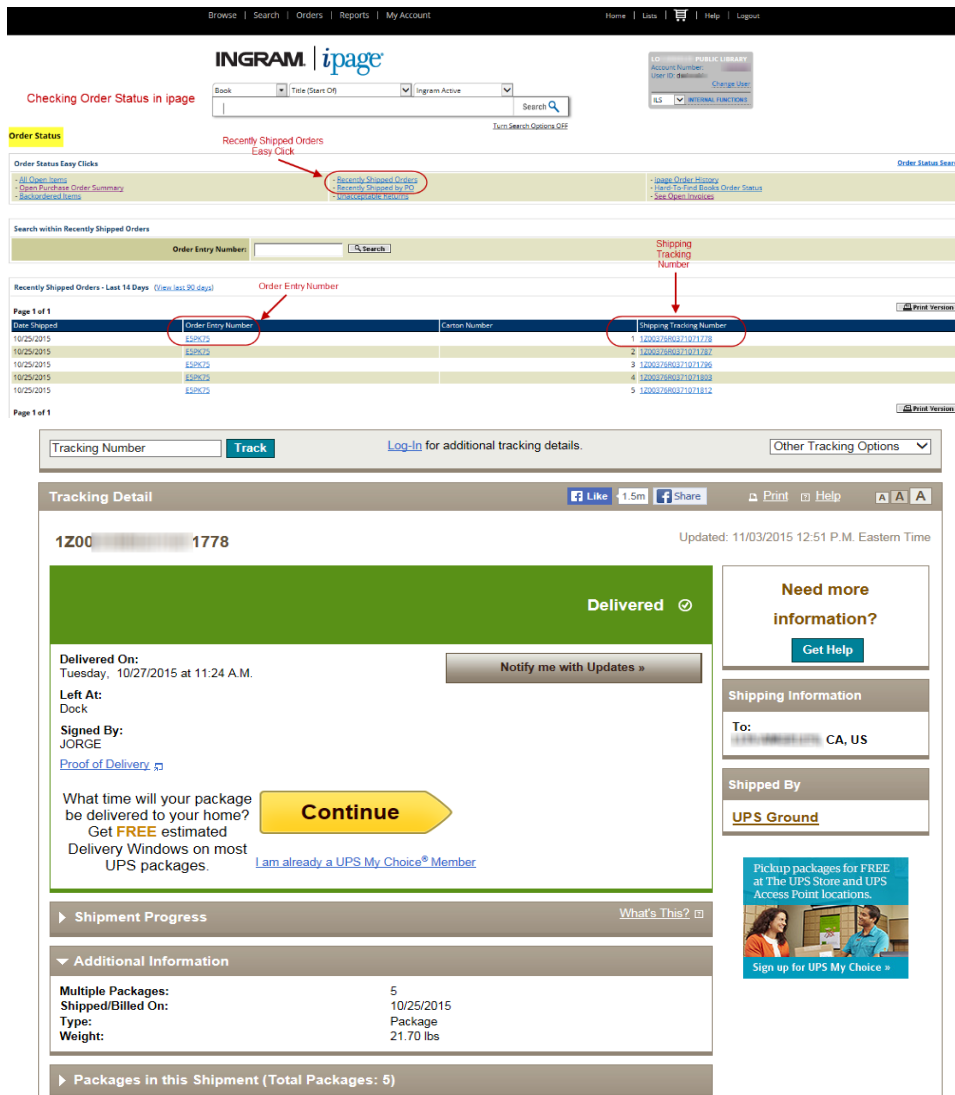 Browse | Search | Orders | Reports | My Account
Home | Lists | | Help | Logout
INGRAM | ipage
LO PUBLIC LIBRARY
Account Number:
User ID:
Change User
ILS INTERNAL FUNCTIONS
Checking Order Status in ipage
Book Title (Start Of) Ingram Active
Search
Turn Search Options OFF
Order Status
Recently Shipped Orders
Easy Click
Order Status Easy Clicks
Order Status Sear
- All Open Items
- Open Purchase Order Summary
- Backordered Items
- Recently Shipped Orders
- Recently Shipped by PO
- Unacceptable Returns
- ipage Order History
- Hard-To-Find Books Order Status
- See Open Invoices
Search within Recently Shipped Orders
Order Entry Number: Search
Shipping
Tracking
Number
Recently Shipped Orders - Last 14 Days (View last 90 days)
Order Entry Number
Page 1 of 1
Print Version
Date Shipped Order Entry Number Carton Number Shipping Tracking Number
10/25/2015 E5PK75 1 1Z00376R0371071778
10/25/2015 E5PK75 2 1Z00376R0371071787
10/25/2015 E5PK75 3 1Z00376R0371071796
10/25/2015 E5PK75 4 1Z00376R0371071803
10/25/2015 E5PK75 5 1Z00376R0371071812
Page 1 of 1
Print Version
Tracking Number Track Log-In for additional tracking details. Other Tracking Options
Tracking Detail
Like 1.5m Share
Print Help A A A
1Z00 1778
Updated: 11/03/2015 12:51 P.M. Eastern Time
Delivered
Delivered On:
Tuesday, 10/27/2015 at 11:24 A.M.
Notify me with Updates »
Left At:
Dock
Signed By:
JORGE
Proof of Delivery
What time will your package
be delivered to your home?
Get FREE estimated
Delivery Windows on most
UPS packages.
Continue
I am already a UPS My Choice® Member
Need more
information?
Get Help
Shipping Information
To:
CA, US
Shipped By
UPS Ground
Pickup packages for FREE
at The UPS Store and UPS
Access Point locations.
Sign up for UPS My Choice »
Shipment Progress
What's This?
Additional Information
Multiple Packages: 5
Shipped/Billed On: 10/25/2015
Type: Package
Weight: 21.70 lbs
Packages in this Shipment (Total Packages: 5)